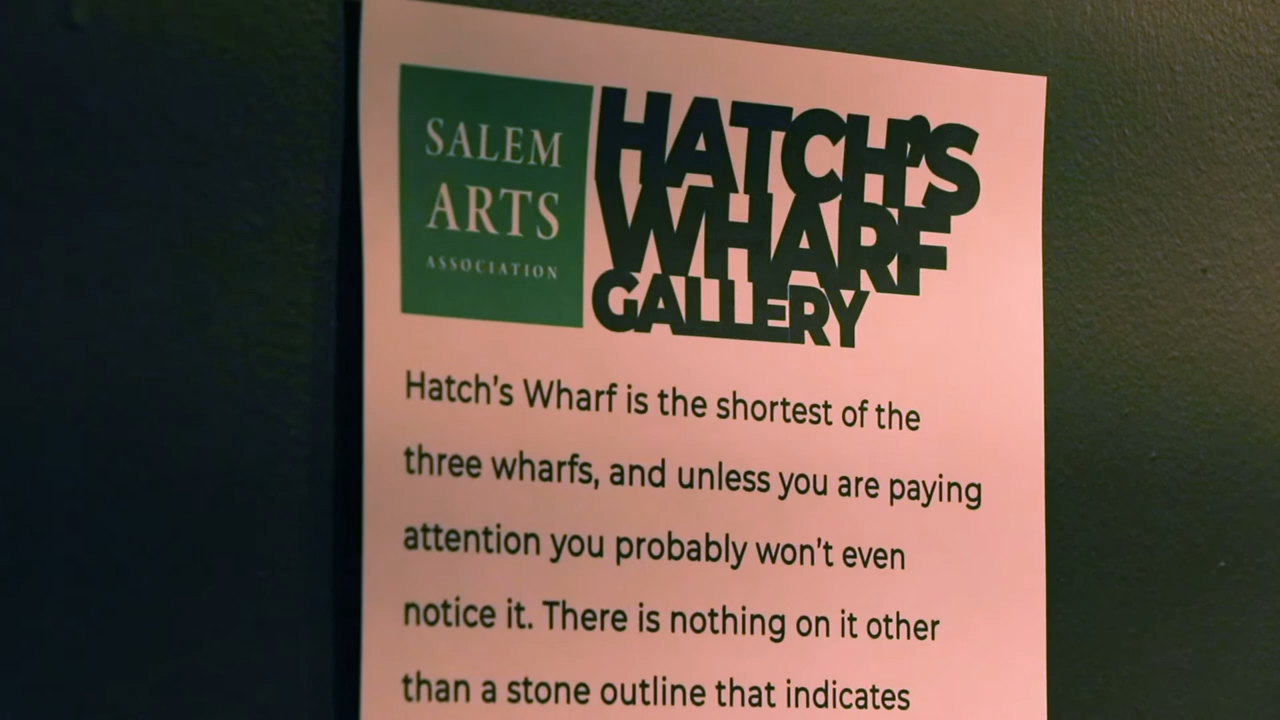 SALEM
ARTS
ASSOCIATION
HATCH'S
WHARF
GALLERY
Hatch's Wharf is the shortest of the
three wharfs, and unless you are paying
attention you probably won't even
notice it. There is nothing on it other
than a stone outline that indicates